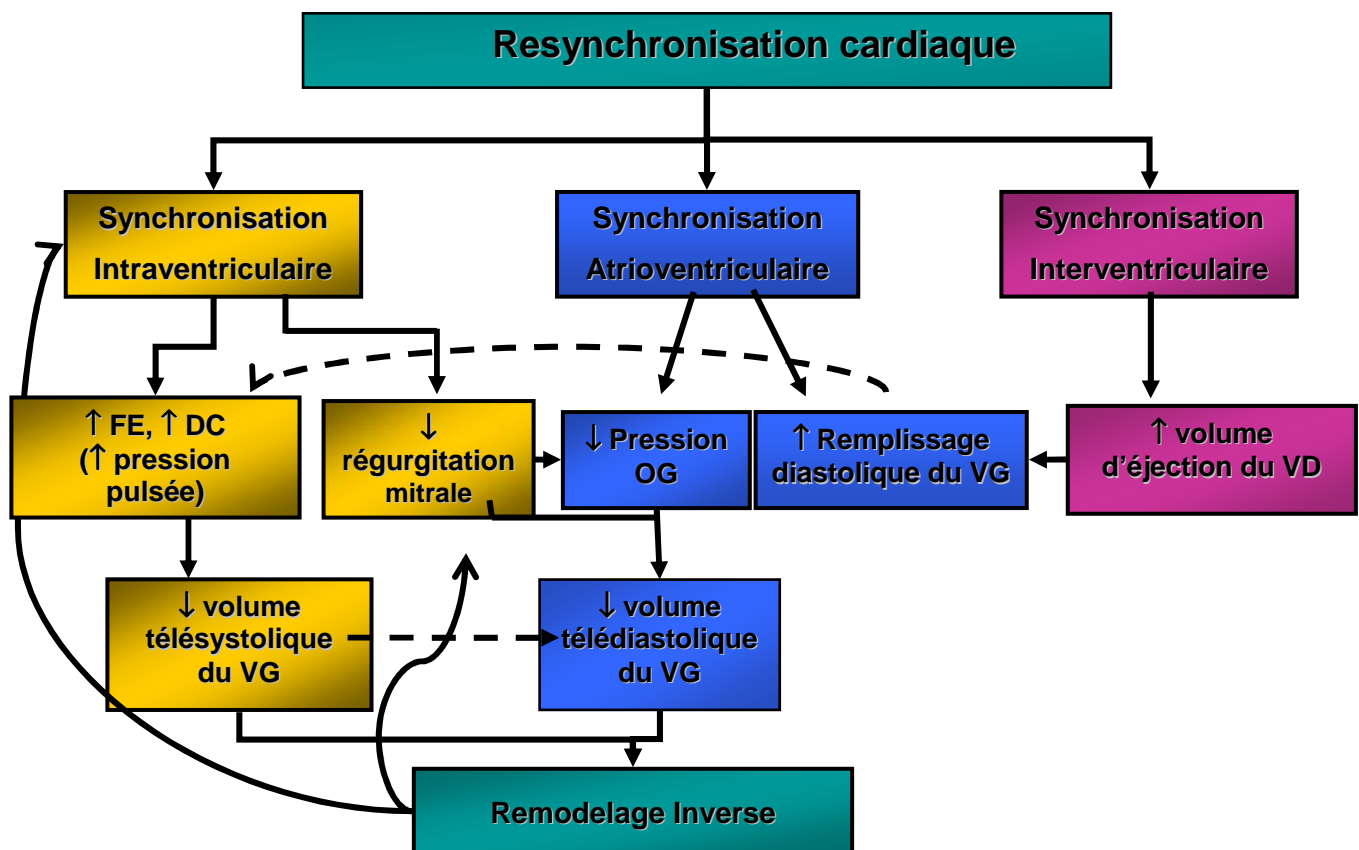 Resynchronisation cardiaque
Synchronisation
Intraventriculaire
Synchronisation
Atrioventriculaire
Synchronisation
Interventriculaire
↑ FE, ↑ DC
(↑ pression
pulsée)
↓
régurgitation
mitrale
↓ Pression
OG
↑ Remplissage
diastolique du VG
↑ volume
d’éjection du VD
↓ volume
télésystolique
du VG
↓ volume
télédiastolique
du VG
Remodelage Inverse